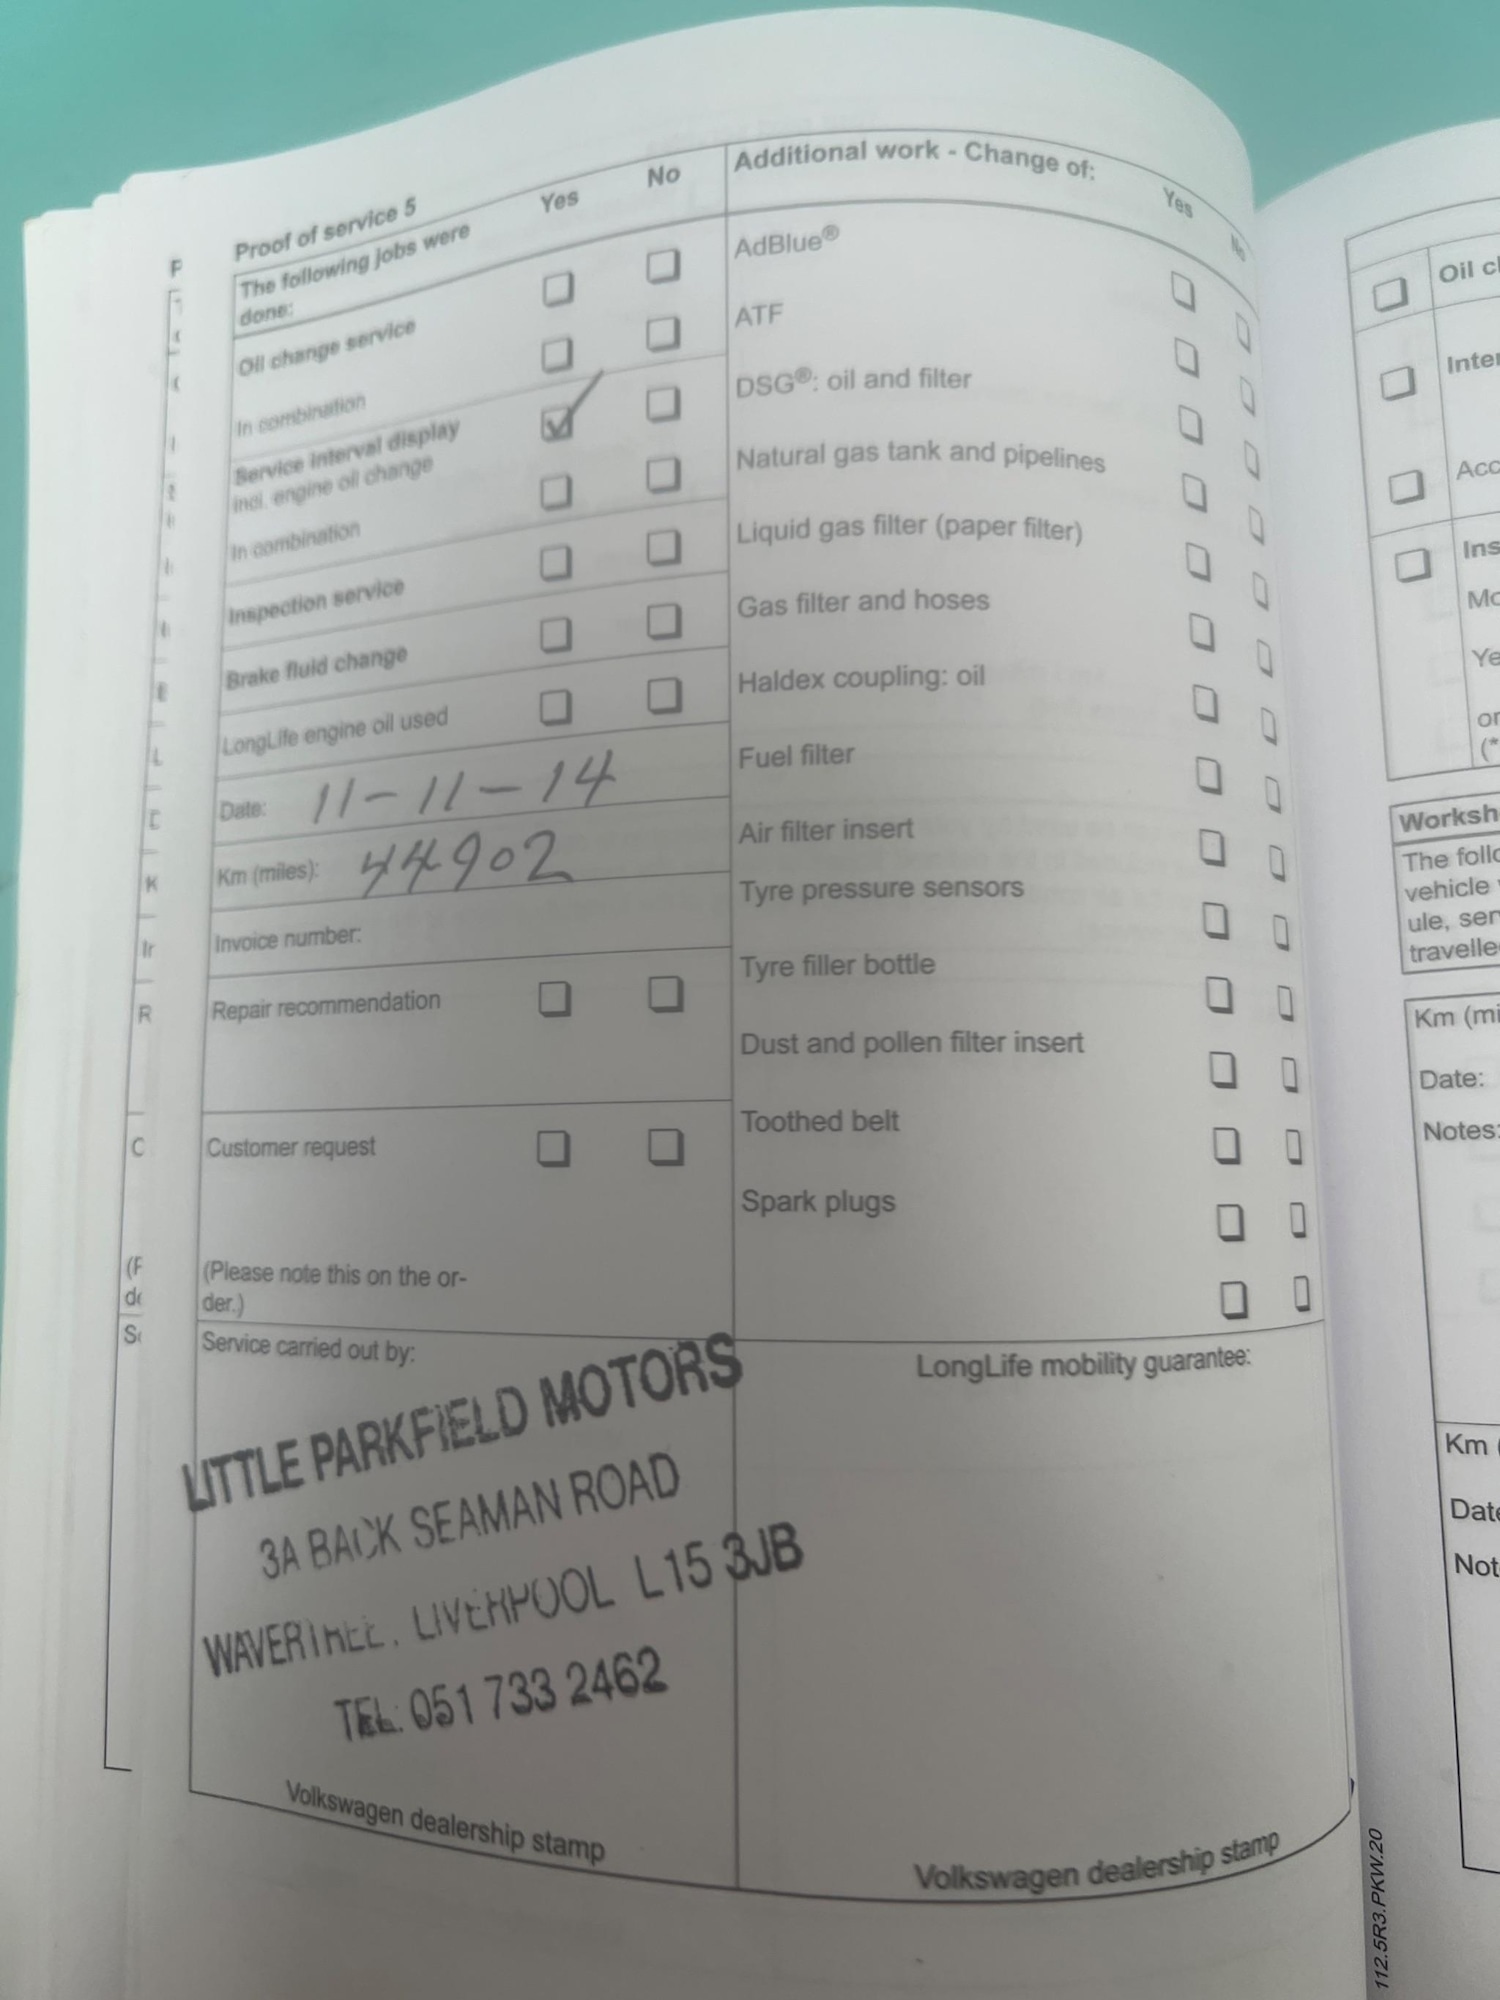 Proof of service 5
The following jobs were
done:
Yes
No
Oil change service
In combination
Service interval display
incl. engine oil change
In combination
Inspection service
Brake fluid change
LongLife engine oil used
Date: 11-11-14
Km (miles): 44902
Invoice number:
Repair recommendation
Customer request
(Please note this on the or-
der.)
Service carried out by:
LITTLE PARKFIELD MOTORS
3A BACK SEAMAN ROAD
WAVERTREE, LIVERPOOL L15 3JB
TEL: 051 733 2462
Volkswagen dealership stamp
Additional work - Change of:
Yes
No
AdBlue®
ATF
DSG®: oil and filter
Natural gas tank and pipelines
Liquid gas filter (paper filter)
Gas filter and hoses
Haldex coupling: oil
Fuel filter
Air filter insert
Tyre pressure sensors
Tyre filler bottle
Dust and pollen filter insert
Toothed belt
Spark plugs
LongLife mobility guarantee:
Volkswagen dealership stamp
112.5R3.PKW.20
Oil c
Inter
Acc
Ins
Mo
Ye
or
(*
Worksh
The follo
vehicle
ule, ser
travelle
Km (mi
Date:
Notes:
Km (
Date
Not